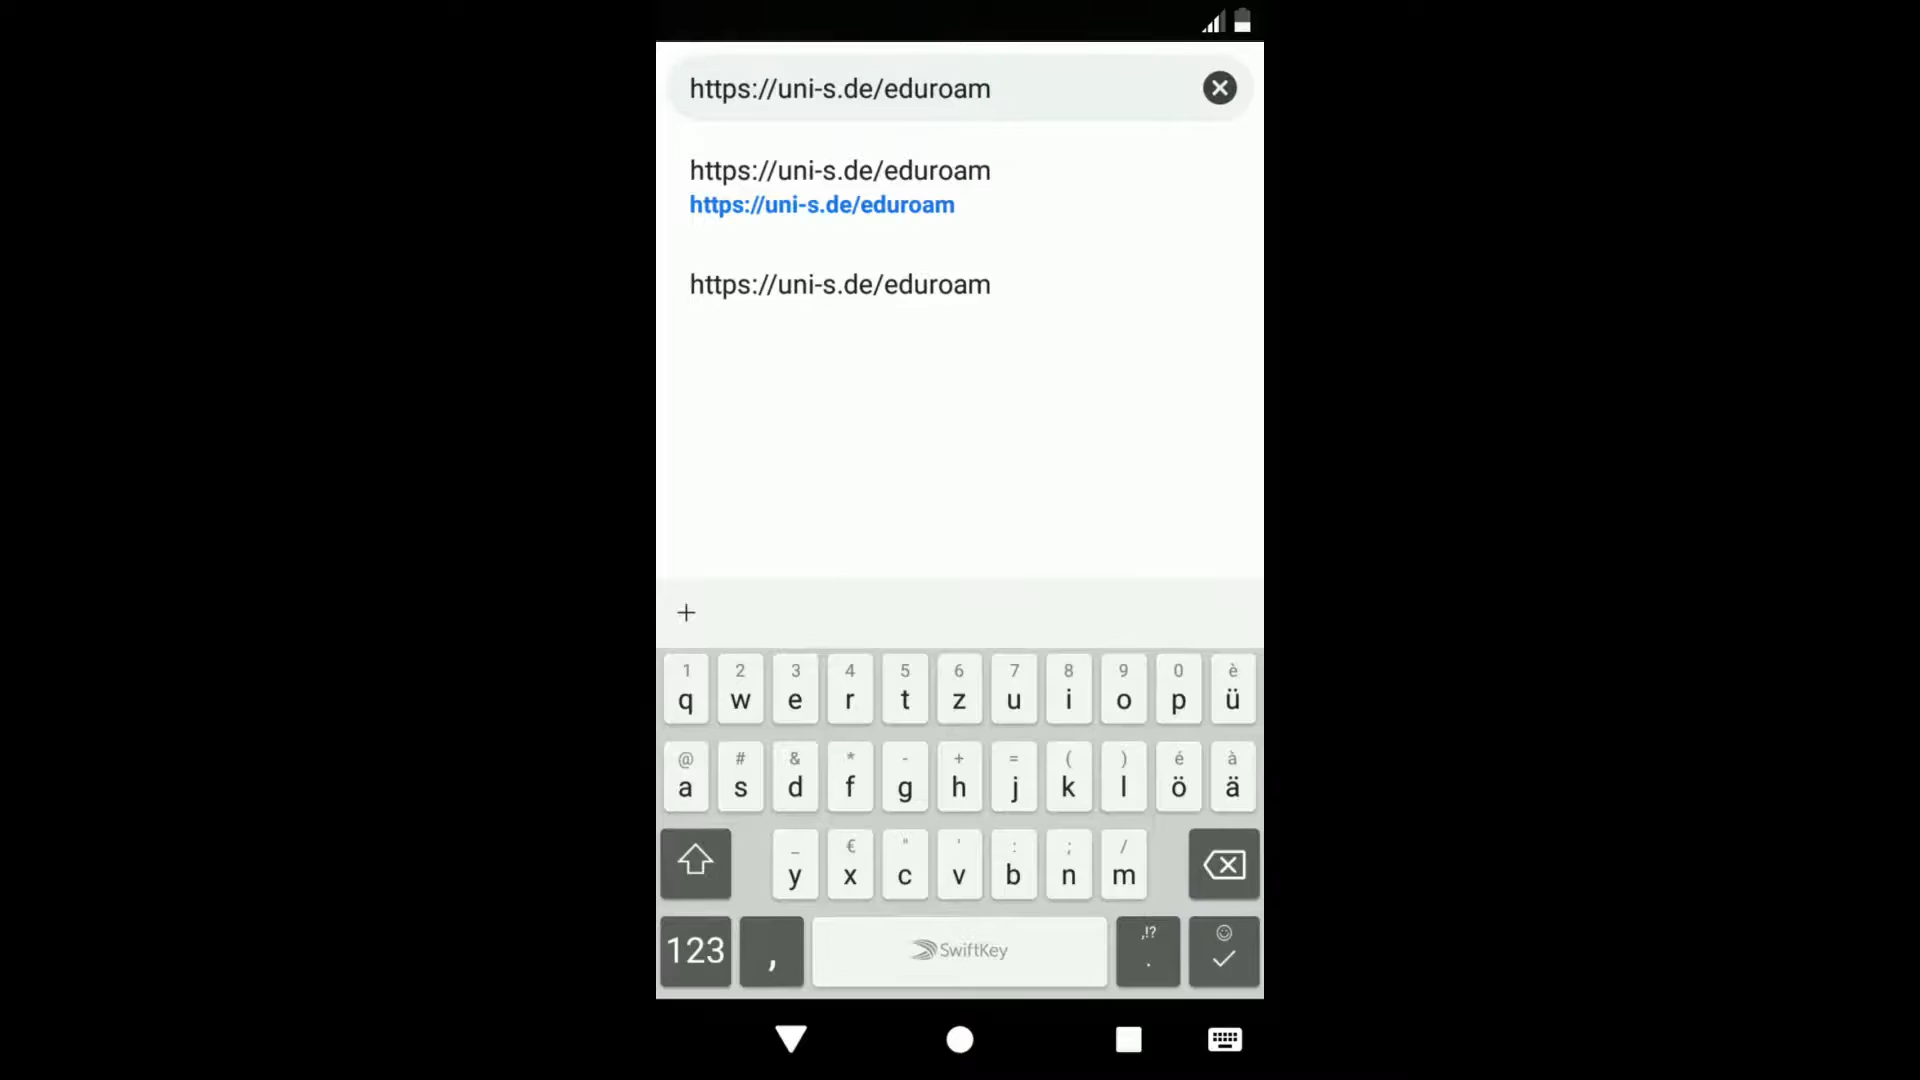 https://uni-s.de/eduroam
https://uni-s.de/eduroam
https://uni-s.de/eduroam
https://uni-s.de/eduroam
+
1 2 3 4 5 6 7 8 9 0 è
q w e r t z u i o p ü
@ # & * - + = ( ) é à
a s d f g h j k l ö ä
_ € " ' : ; /
y x c v b n m
123 , SwiftKey ,!? .